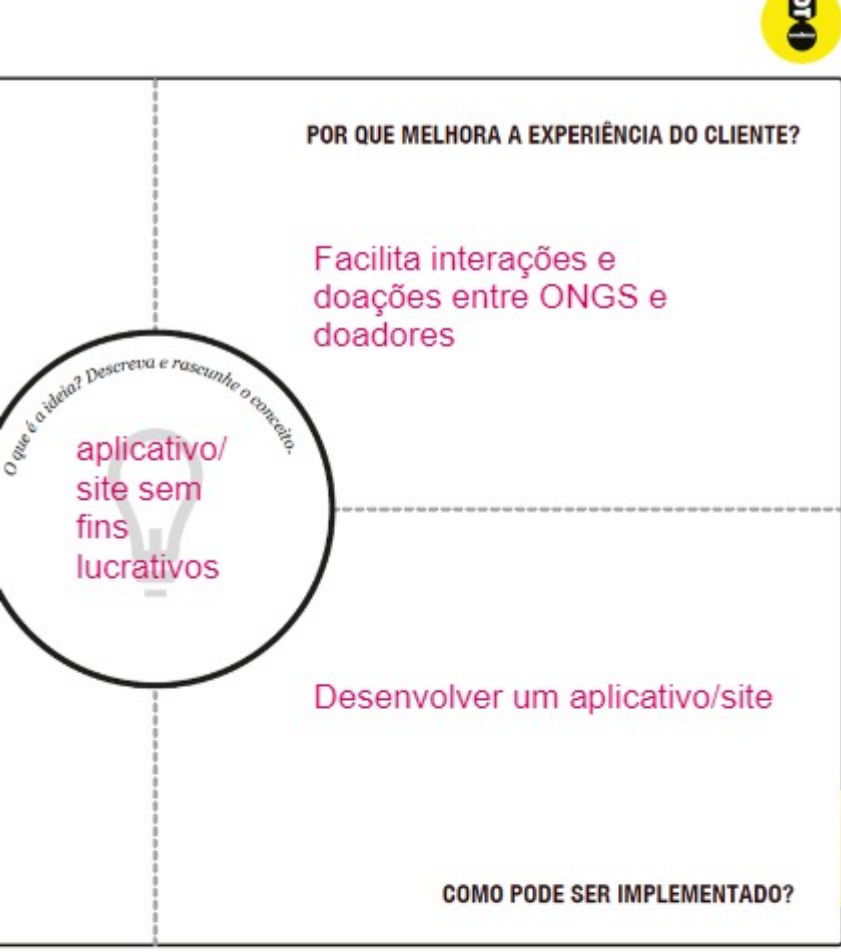 POR QUE MELHORA A EXPERIÊNCIA DO CLIENTE?
Facilita interações e
doações entre ONGS e
doadores
O que é a ideia? Descreva e rascunhe o conceito.
aplicativo/
site sem
fins
lucrativos
Desenvolver um aplicativo/site
COMO PODE SER IMPLEMENTADO?